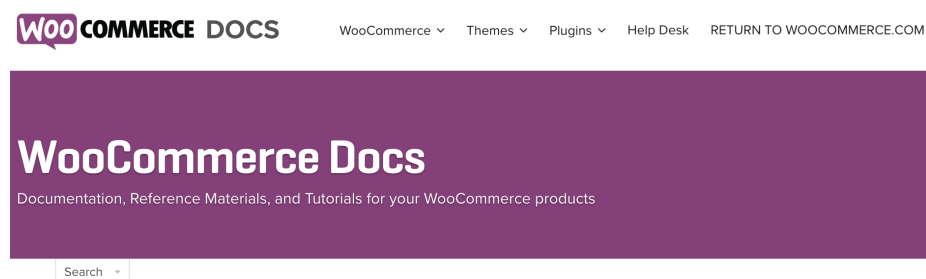 WOO COMMERCE DOCS WooCommerce Themes Plugins Help Desk RETURN TO WOOCOMMERCE.COM
WooCommerce Docs
Documentation, Reference Materials, and Tutorials for your WooCommerce products
Search